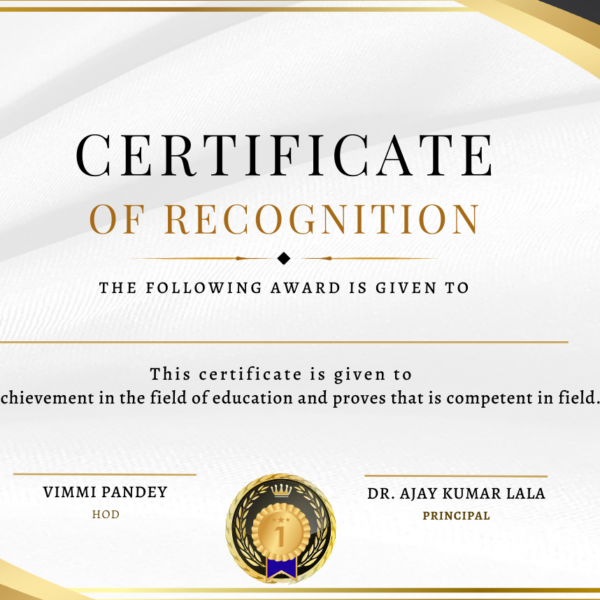 CERTIFICATE
OF RECOGNITION
THE FOLLOWING AWARD IS GIVEN TO
This certificate is given to
chievement in the field of education and proves that is competent in field.
VIMMI PANDEY
HOD
DR. AJAY KUMAR LALA
PRINCIPAL
1